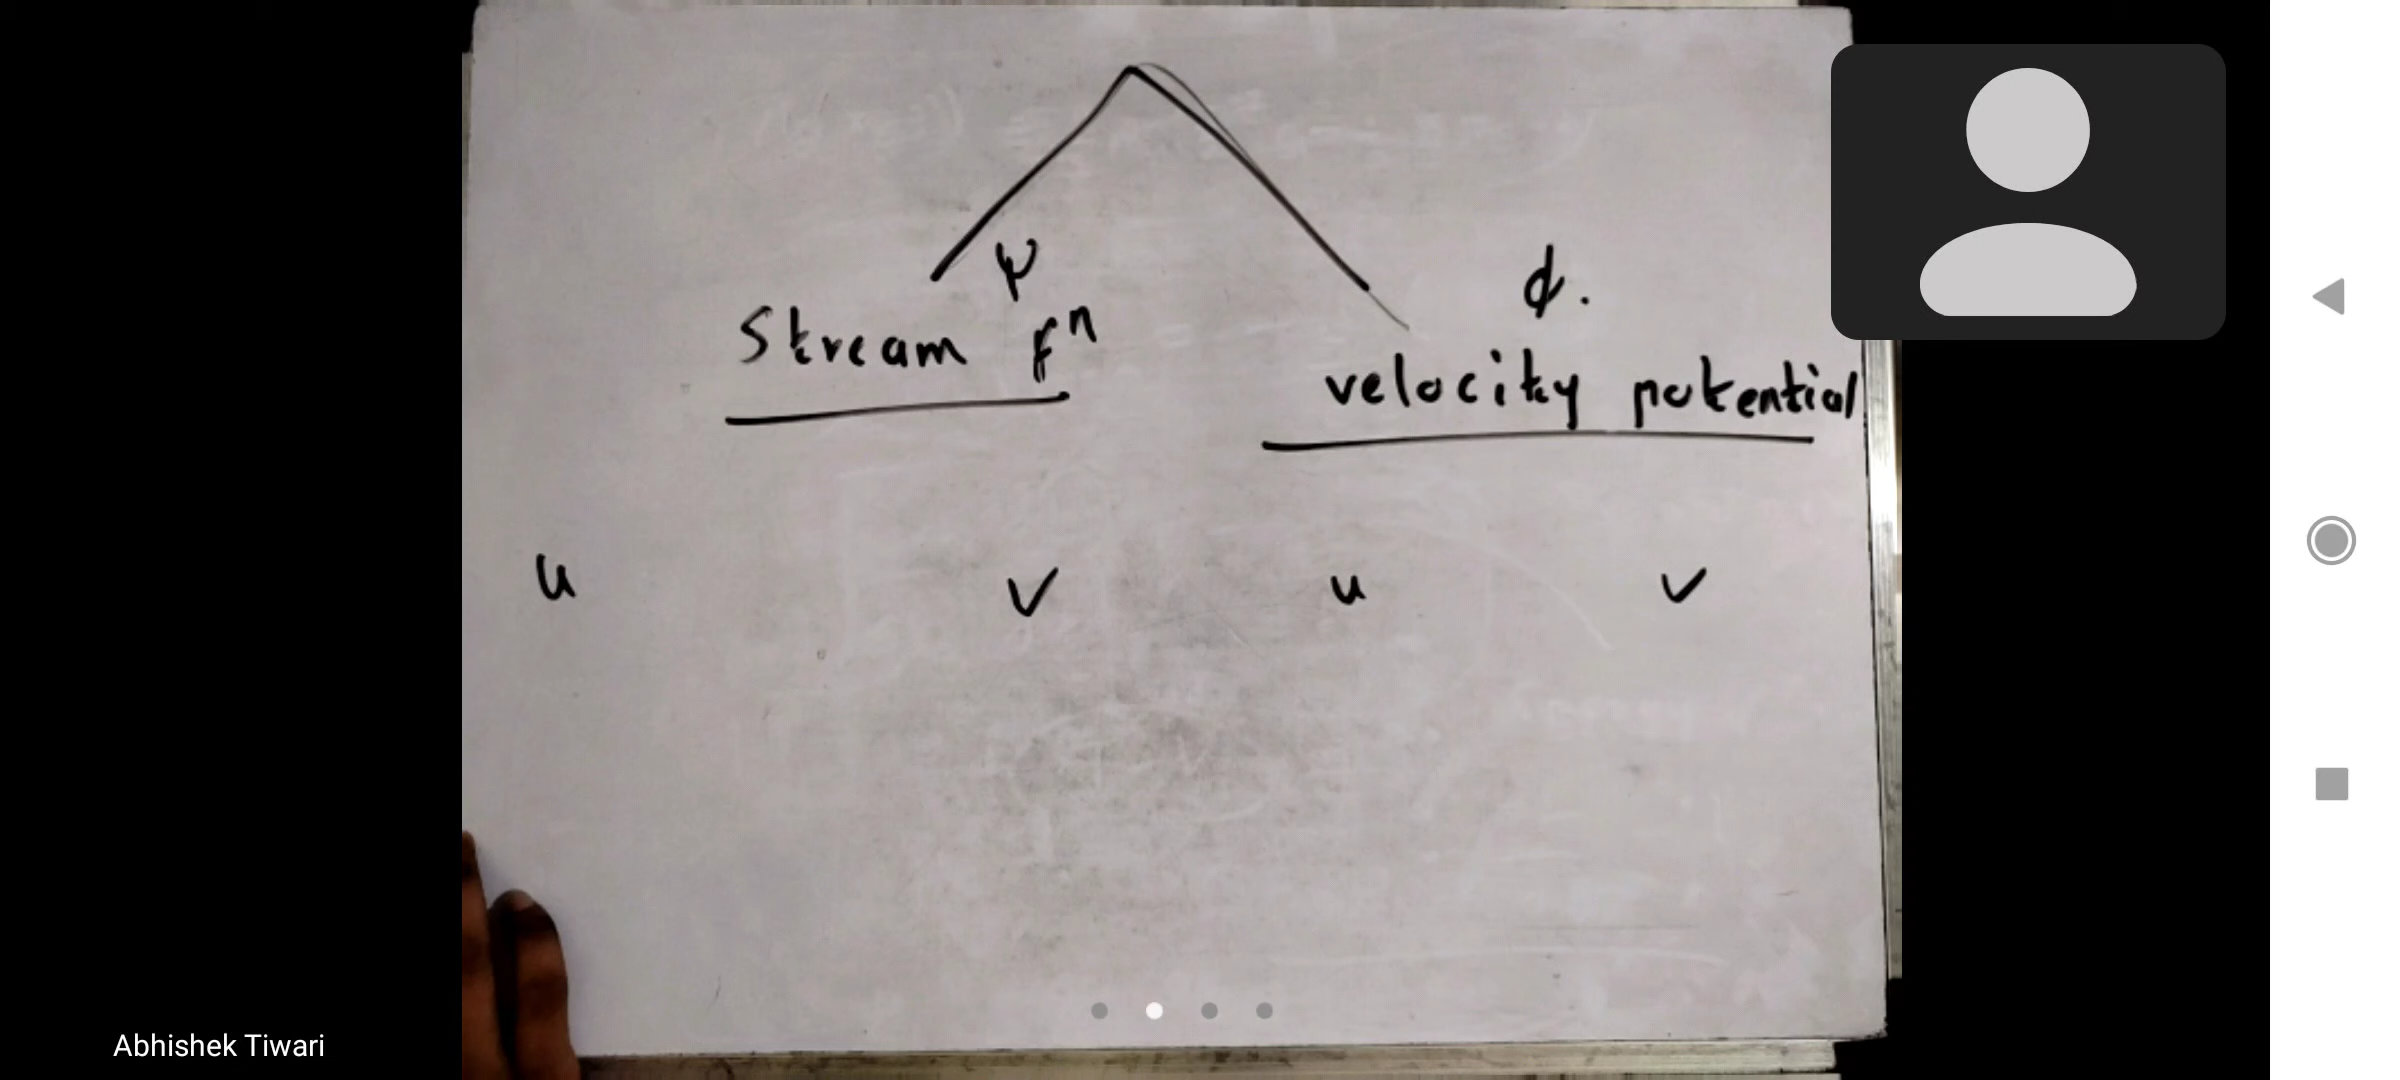 ψ
Stream fⁿ
ϕ.
velocity potential
u v u v
Abhishek Tiwari